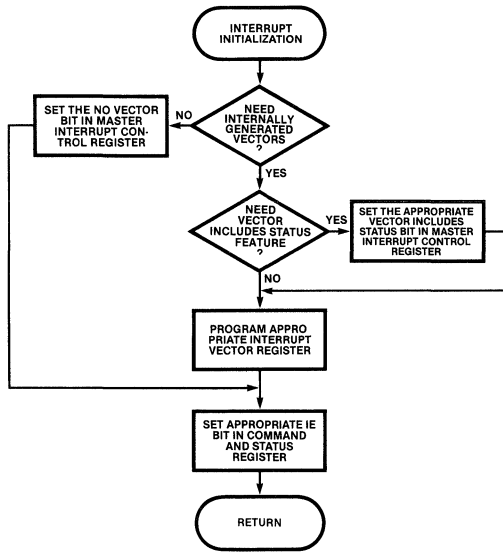 INTERRUPT
INITIALIZATION
NEED
INTERNALLY
GENERATED
VECTORS
?
NO
SET THE NO VECTOR
BIT IN MASTER
INTERRUPT CON-
TROL REGISTER
YES
NEED
VECTOR
INCLUDES STATUS
FEATURE
?
YES
SET THE APPROPRIATE
VECTOR INCLUDES
STATUS BIT IN MASTER
INTERRUPT CONTROL
REGISTER
NO
PROGRAM APPRO
PRIATE INTERRUPT
VECTOR REGISTER
SET APPROPRIATE IE
BIT IN COMMAND
AND STATUS
REGISTER
RETURN